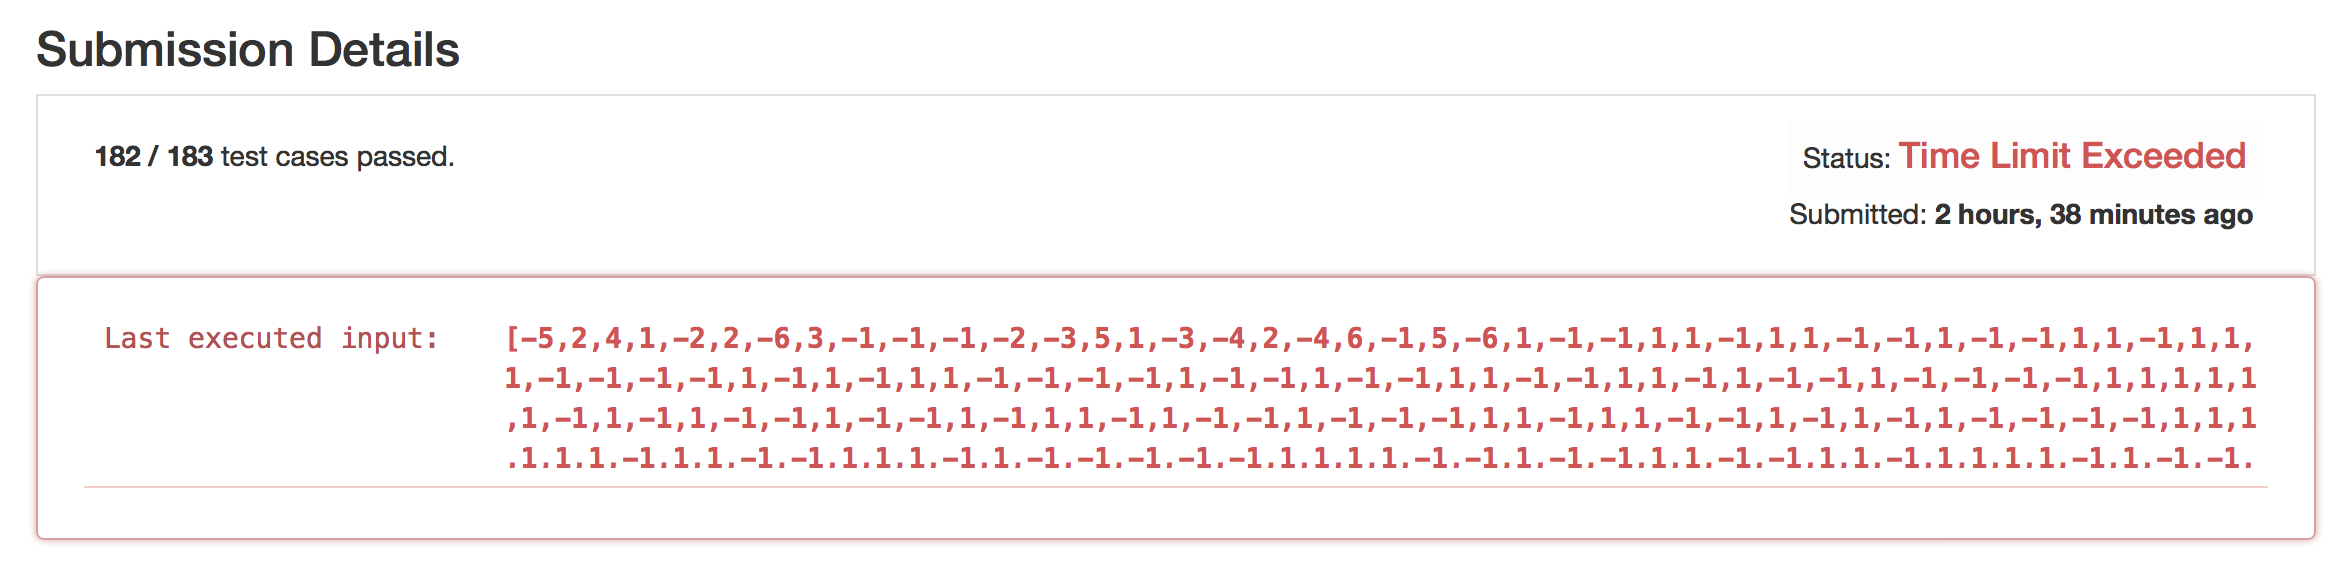 Submission Details
182 / 183 test cases passed.
Status: Time Limit Exceeded
Submitted: 2 hours, 38 minutes ago
Last executed input: [-5,2,4,1,-2,2,-6,3,-1,-1,-1,-2,-3,5,1,-3,-4,2,-4,6,-1,5,-6,1,-1,-1,1,1,-1,1,1,-1,-1,1,-1,-1,1,1,-1,1,1,
1,-1,-1,-1,-1,1,-1,1,-1,1,1,-1,-1,-1,-1,1,-1,-1,1,-1,-1,1,1,-1,-1,1,1,-1,1,-1,-1,1,-1,-1,-1,-1,1,1,1,1,1
,1,-1,1,-1,1,-1,-1,1,-1,-1,1,-1,1,1,-1,1,-1,-1,1,-1,-1,-1,1,1,-1,1,1,-1,-1,1,-1,1,-1,1,-1,-1,-1,-1,1,1,1
,1,1,1,-1,1,1,-1,-1,1,1,1,-1,1,-1,-1,-1,-1,-1,1,1,1,1,-1,-1,1,-1,-1,1,1,-1,-1,1,1,-1,1,1,1,1,-1,1,-1,-1,